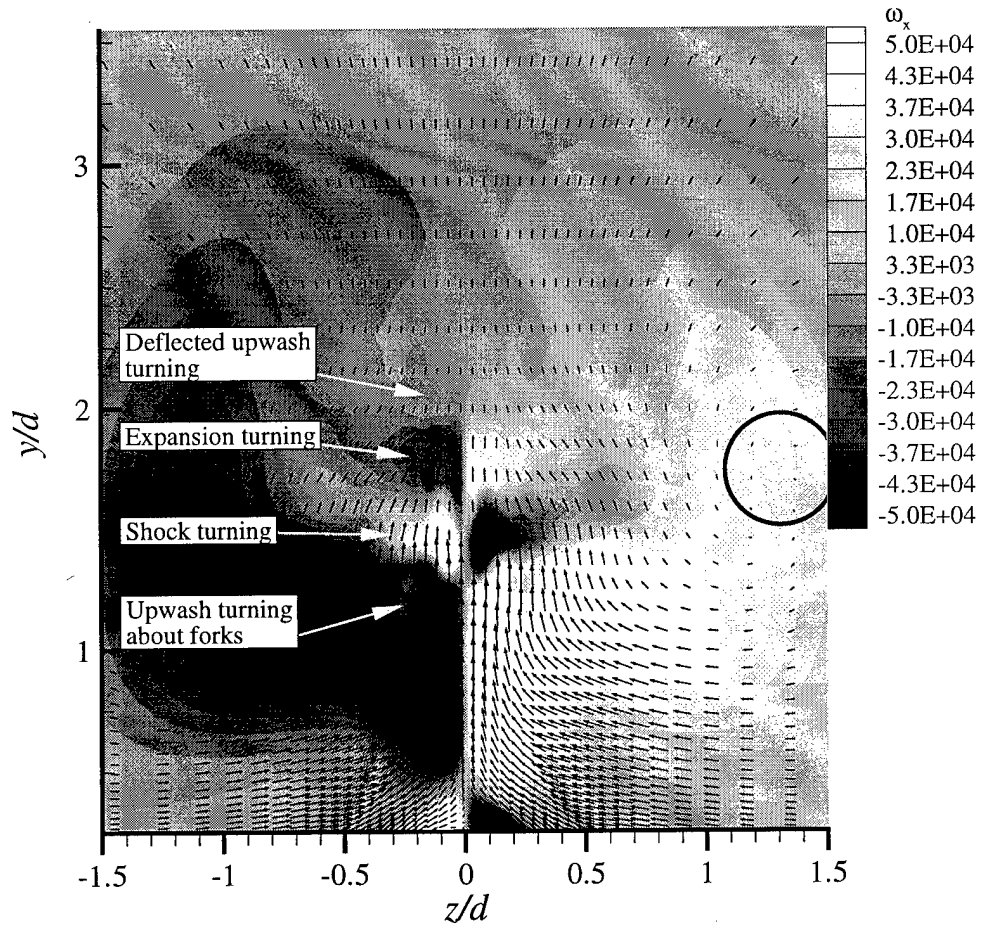 ωx
5.0E+04
4.3E+04
3.7E+04
3.0E+04
2.3E+04
1.7E+04
1.0E+04
3.3E+03
-3.3E+03
-1.0E+04
-1.7E+04
-2.3E+04
-3.0E+04
-3.7E+04
-4.3E+04
-5.0E+04
3
2
1
y/d
Deflected upwash
turning
Expansion turning
Shock turning
Upwash turning
about forks
-1.5
-1
-0.5
0
0.5
1
1.5
z/d